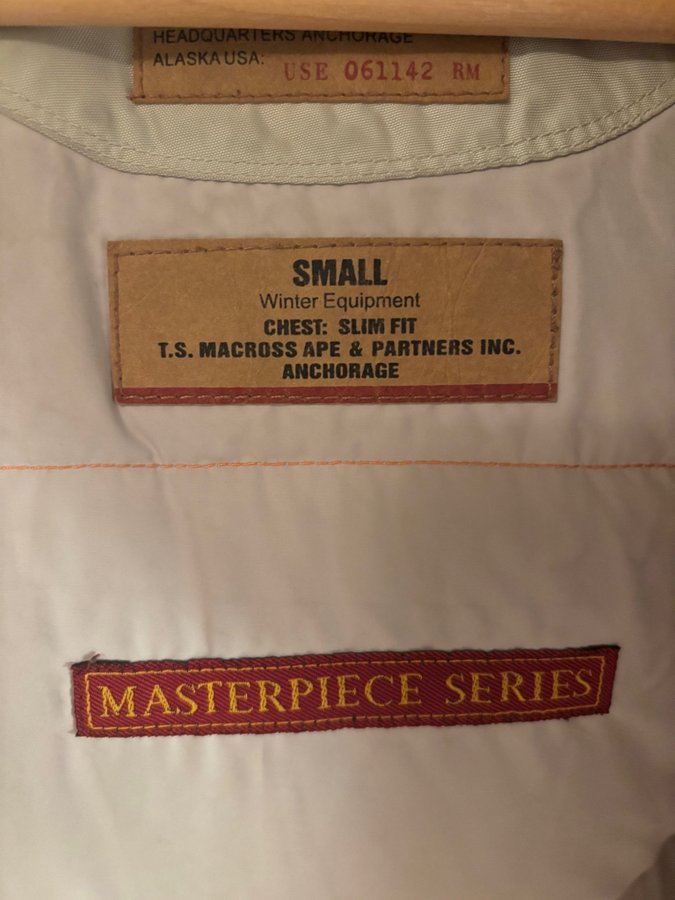 HEADQUARTERS ANCHORAGE
ALASKA USA: USE 061142 RM
SMALL
Winter Equipment
CHEST: SLIM FIT
T.S. MACROSS APE & PARTNERS INC.
ANCHORAGE
MASTERPIECE SERIES